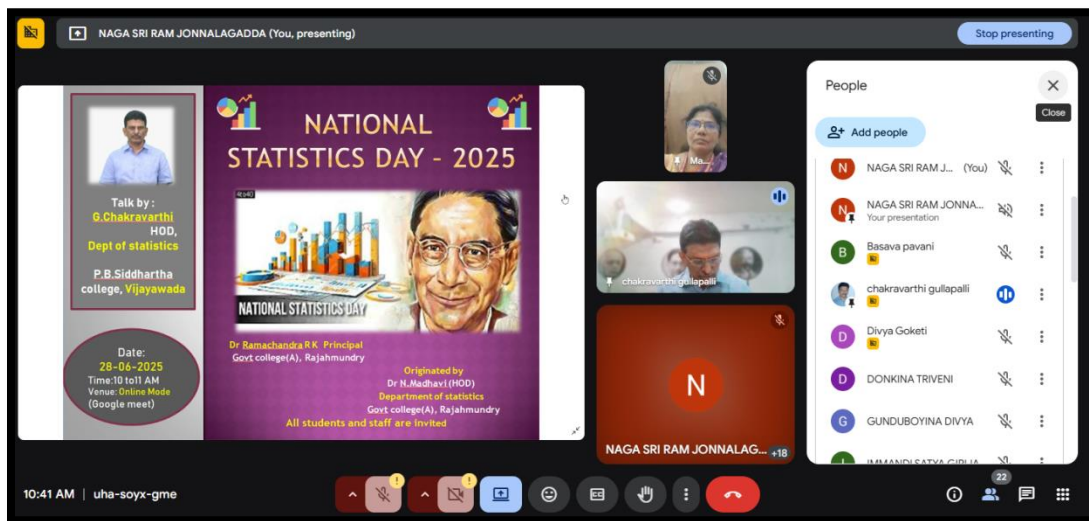 NAGA SRI RAM JONNALAGADDA (You, presenting)
Stop presenting
Talk by :
G.Chakravarthi
HOD,
Dept of statistics
P.B.Siddhartha
college, Vijayawada
Date:
28-06-2025
Time:10 to11 AM
Venue: Online Mode
(Google meet)
NATIONAL
STATISTICS DAY - 2025
NATIONAL STATISTICS DAY
Dr Ramachandra R K Principal
Govt college(A), Rajahmundry
Originated by
Dr N.Madhavi (HOD)
Department of statistics
Govt college(A), Rajahmundry
All students and staff are invited
Ma...
chakravarthi gullapalli
N
NAGA SRI RAM JONNALAG...
+18
People
Close
Add people
N
NAGA SRI RAM J... (You)
N
NAGA SRI RAM JONNA...
Your presentation
B
Basava pavani
chakravarthi gullapalli
D
Divya Goketi
D
DONKINA TRIVENI
G
GUNDUBOYINA DIVYA
IMMANDI SATYA GIRIJA
10:41 AM | uha-soyx-gme
CC
22